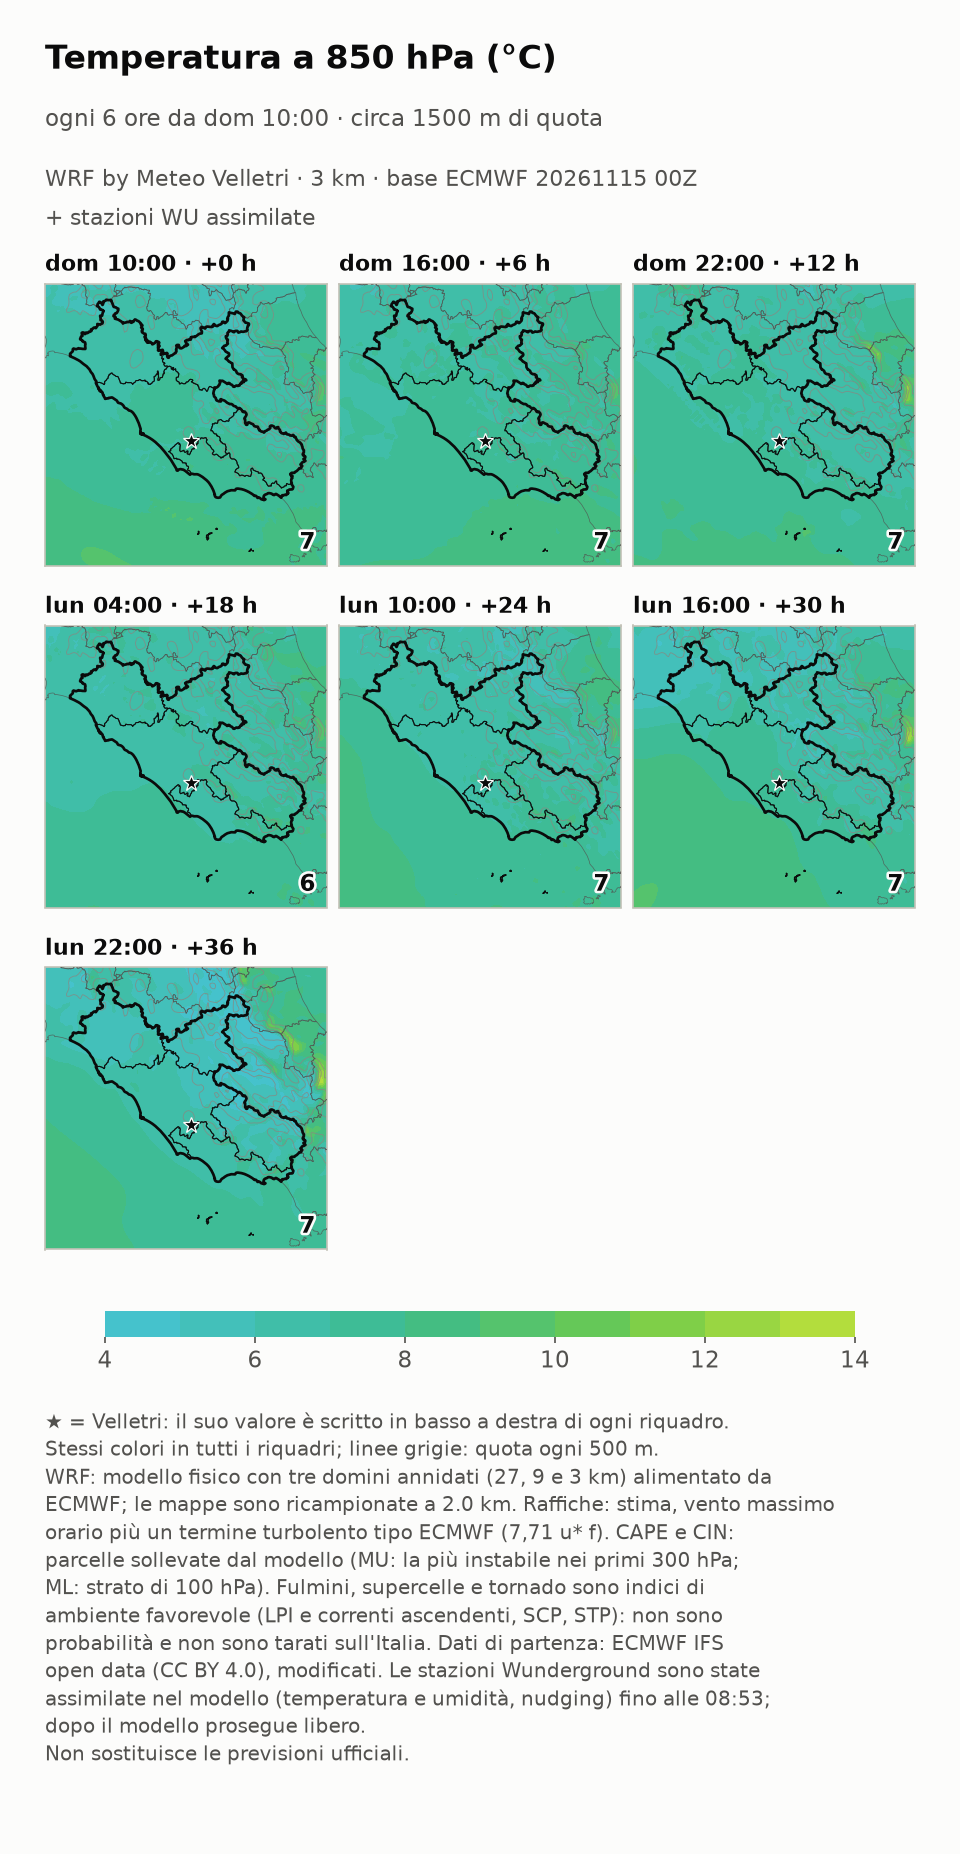 Temperatura a 850 hPa (°C)
ogni 6 ore da dom 10:00 · circa 1500 m di quota
WRF by Meteo Velletri · 3 km · base ECMWF 20261115 00Z
+ stazioni WU assimilate
dom 10:00 · +0 h
dom 16:00 · +6 h
dom 22:00 · +12 h
7
7
7
lun 04:00 · +18 h
lun 10:00 · +24 h
lun 16:00 · +30 h
6
7
7
lun 22:00 · +36 h
7
4 6 8 10 12 14
★ = Velletri: il suo valore è scritto in basso a destra di ogni riquadro.
Stessi colori in tutti i riquadri; linee grigie: quota ogni 500 m.
WRF: modello fisico con tre domini annidati (27, 9 e 3 km) alimentato da
ECMWF; le mappe sono ricampionate a 2.0 km. Raffiche: stima, vento massimo
orario più un termine turbolento tipo ECMWF (7,71 u* f). CAPE e CIN:
parcelle sollevate dal modello (MU: la più instabile nei primi 300 hPa;
ML: strato di 100 hPa). Fulmini, supercelle e tornado sono indici di
ambiente favorevole (LPI e correnti ascendenti, SCP, STP): non sono
probabilità e non sono tarati sull'Italia. Dati di partenza: ECMWF IFS
open data (CC BY 4.0), modificati. Le stazioni Wunderground sono state
assimilate nel modello (temperatura e umidità, nudging) fino alle 08:53;
dopo il modello prosegue libero.
Non sostituisce le previsioni ufficiali.